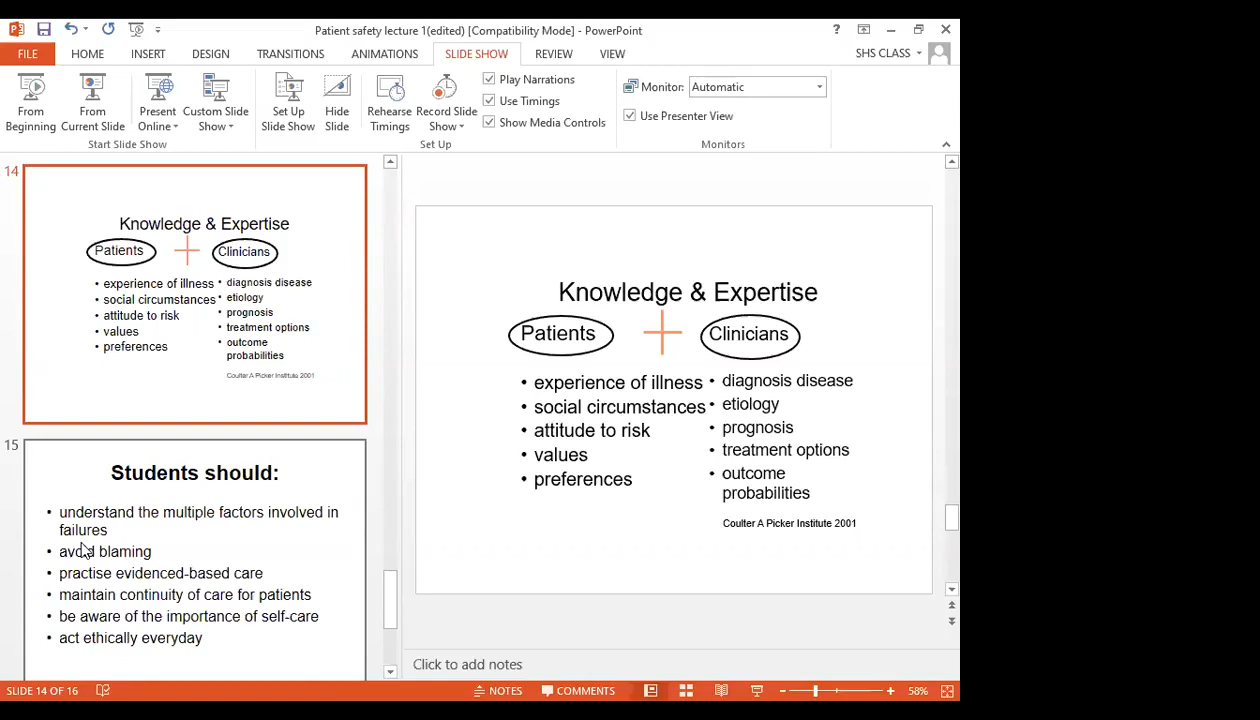 Patient safety lecture 1(edited) [Compatibility Mode] - PowerPoint
?
FILE HOME INSERT DESIGN TRANSITIONS ANIMATIONS SLIDE SHOW REVIEW VIEW SHS CLASS
From Beginning
From Current Slide
Present Online
Custom Slide Show
Set Up Slide Show
Hide Slide
Rehearse Timings
Record Slide Show
Play Narrations
Use Timings
Show Media Controls
Monitor: Automatic
Use Presenter View
Start Slide Show
Set Up
Monitors
14
Knowledge & Expertise
Patients
Clinicians
• experience of illness
• social circumstances
• attitude to risk
• values
• preferences
• diagnosis disease
• etiology
• prognosis
• treatment options
• outcome
probabilities
Coulter A Picker Institute 2001
15
Students should:
• understand the multiple factors involved in
failures
• avoid blaming
• practise evidenced-based care
• maintain continuity of care for patients
• be aware of the importance of self-care
• act ethically everyday
Knowledge & Expertise
Patients
Clinicians
• experience of illness
• social circumstances
• attitude to risk
• values
• preferences
• diagnosis disease
• etiology
• prognosis
• treatment options
• outcome
probabilities
Coulter A Picker Institute 2001
Click to add notes
SLIDE 14 OF 16
NOTES
COMMENTS
58%